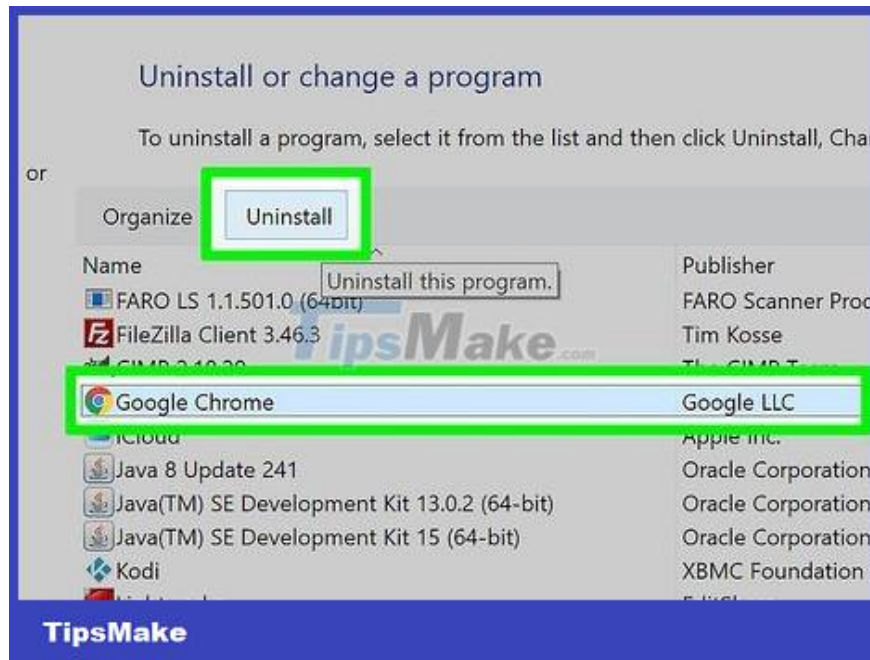 Uninstall or change a program
To uninstall a program, select it from the list and then click Uninstall, Cha
or
Organize Uninstall
Name Publisher
Uninstall this program.
FARO LS 1.1.501.0 (64bit) FARO Scanner Proc
FileZilla Client 3.46.3 Tim Kosse
TipsMake.com
Google Chrome Google LLC
iCloud Apple Inc.
Java 8 Update 241 Oracle Corporation
Java(TM) SE Development Kit 13.0.2 (64-bit) Oracle Corporation
Java(TM) SE Development Kit 15 (64-bit) Oracle Corporation
Kodi XBMC Foundation
TipsMake